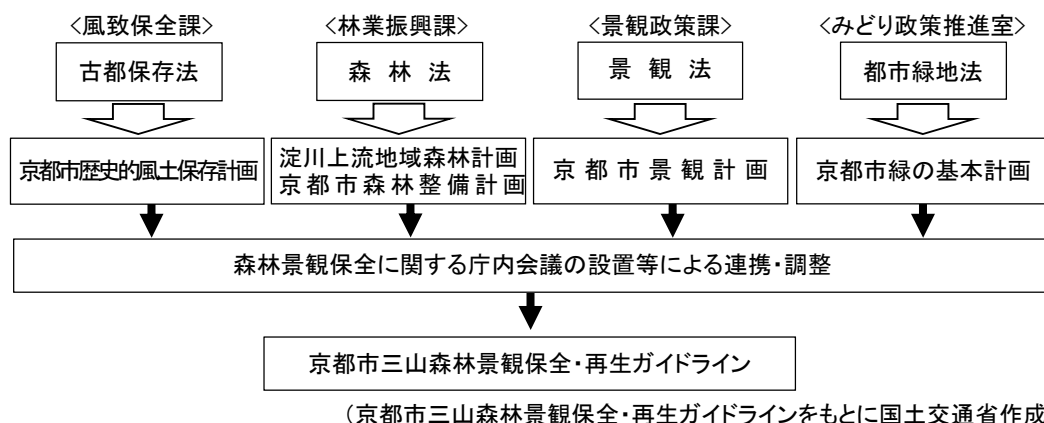 <風致保全課> <林業振興課> <景観政策課> <みどり政策推進室>
古都保存法 森林法 景観法 都市緑地法
京都市歴史的風土保存計画
淀川上流地域森林計画
京都市森林整備計画
京都市景観計画
京都市緑の基本計画
森林景観保全に関する庁内会議の設置等による連携・調整
京都市三山森林景観保全・再生ガイドライン
(京都市三山森林景観保全・再生ガイドラインをもとに国土交通省作成